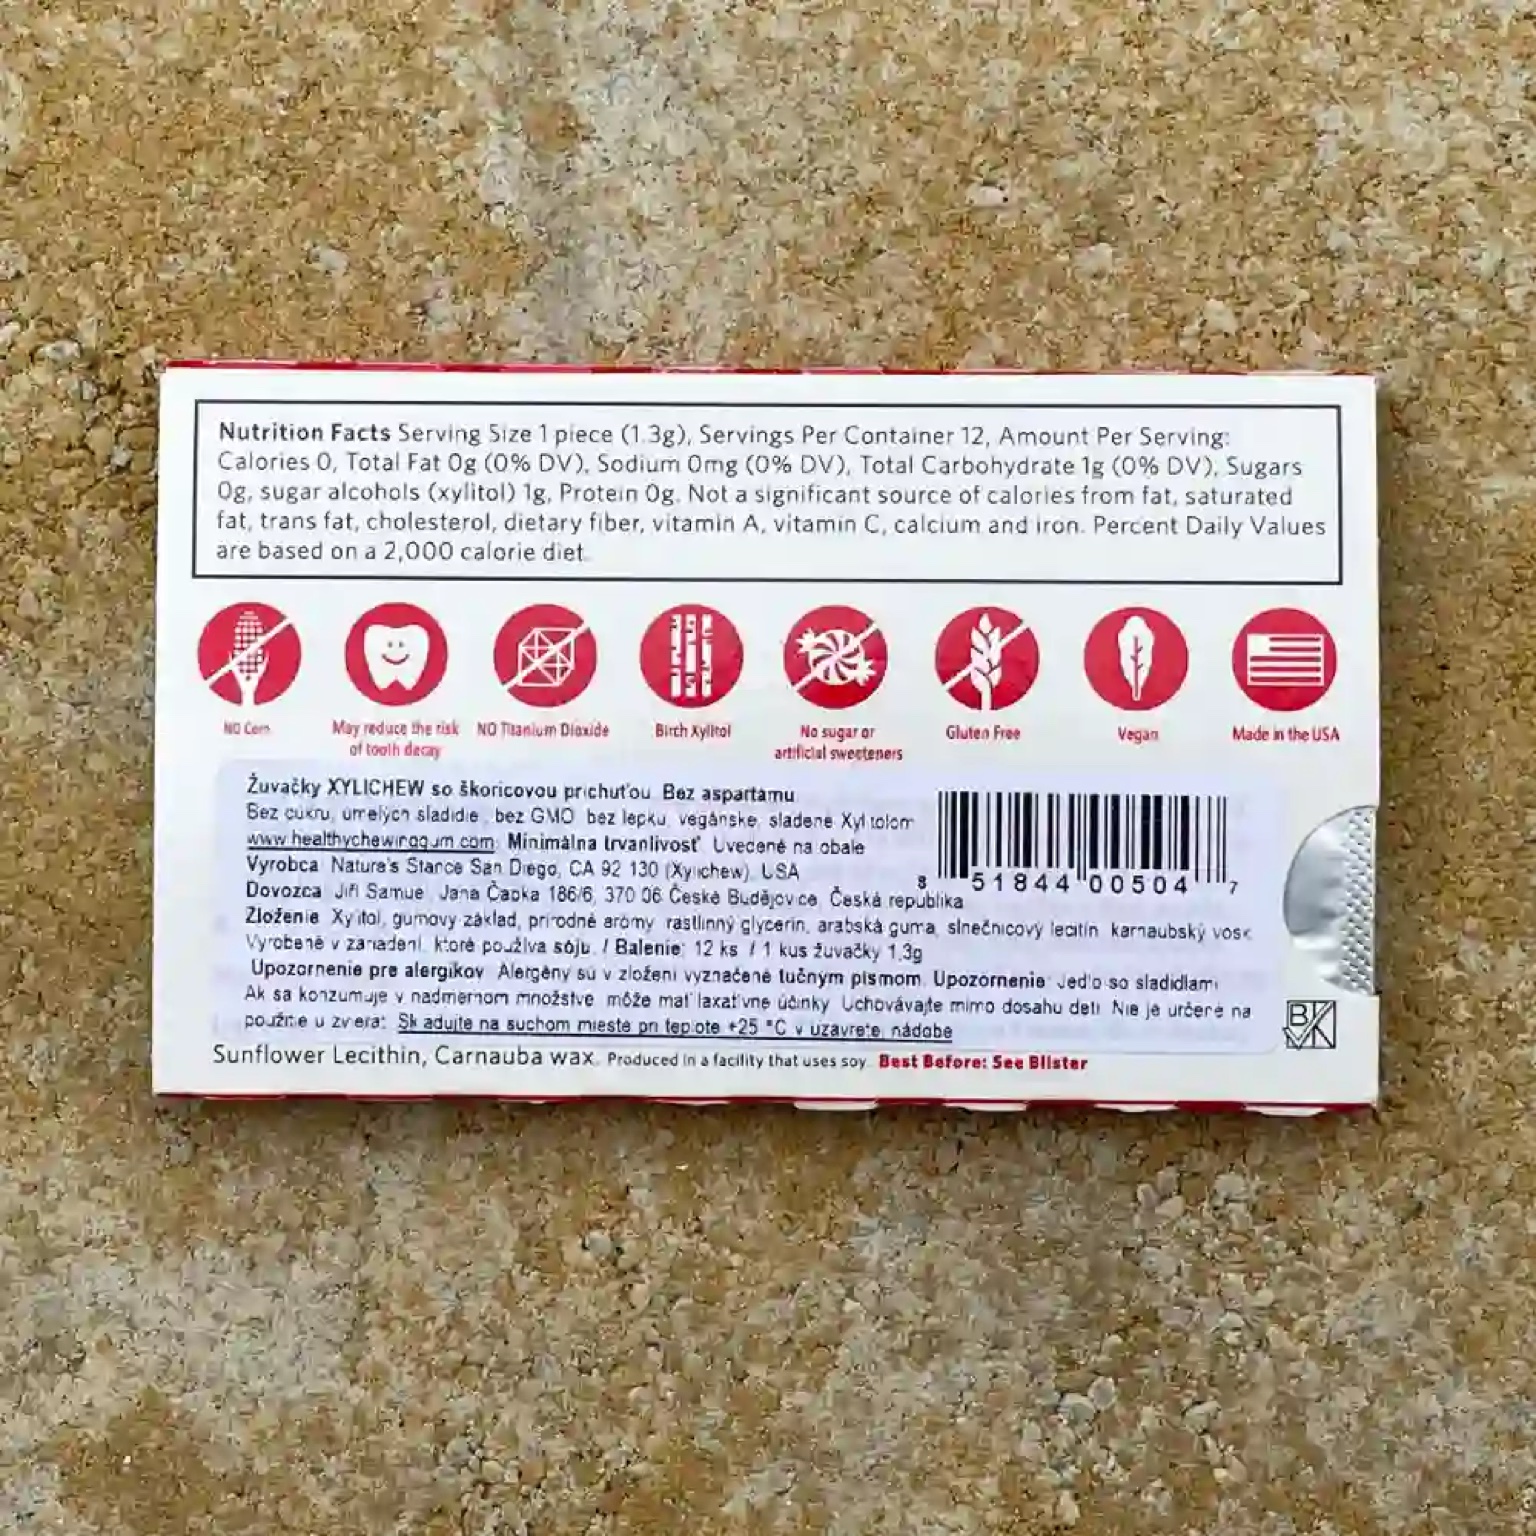 Nutrition Facts Serving Size 1 piece (1.3g), Servings Per Container 12, Amount Per Serving:
Calories 0, Total Fat 0g (0% DV), Sodium 0mg (0% DV), Total Carbohydrate 1g (0% DV), Sugars
0g, sugar alcohols (xylitol) 1g, Protein 0g. Not a significant source of calories from fat, saturated
fat, trans fat, cholesterol, dietary fiber, vitamin A, vitamin C, calcium and iron. Percent Daily Values
are based on a 2,000 calorie diet.
NO Corn
May reduce the risk
of tooth decay
NO Titanium Dioxide
Birch Xylitol
No sugar or
artificial sweeteners
Gluten Free
Vegan
Made in the USA
Žuvačky XYLICHEW so škoricovou príchuťou. Bez aspartamu
Bez cukru, umelých sladidiel, bez GMO, bez lepku, vegánske, sladené Xylitolom
www.healthychewinggum.com. Minimálna trvanlivosť: Uvedené na obale
Výrobca: Natura's Stance San Diego, CA 92 130 (Xylichew), USA
Dovozca: Jiří Samuel, Jana Čapka 186/6, 370 06 České Budějovice, Česká republika
Zloženie: Xylitol, gumový základ, prírodné arómy, rastlinný glycerín, arabská guma, slnečnicový lecitín, karnaubský vosk
Vyrobené v zariadení, ktoré používa sóju. / Balenie: 12 ks / 1 kus žuvačky 1,3g
Upozornenie pre alergikov: Alergény sú v zložení vyznačené tučným písmom. Upozornenie: Jedlo so sladidlami
Ak sa konzumuje v nadmernom množstve, môže mať laxatívne účinky. Uchovávajte mimo dosahu detí. Nie je určené na
použitie u zvierat. Skladujte na suchom mieste pri teplote +25 °C v uzavretej nádobe
8 51844 00504 7
Sunflower Lecithin, Carnauba wax. Produced in a facility that uses soy. Best Before: See Blister
BK